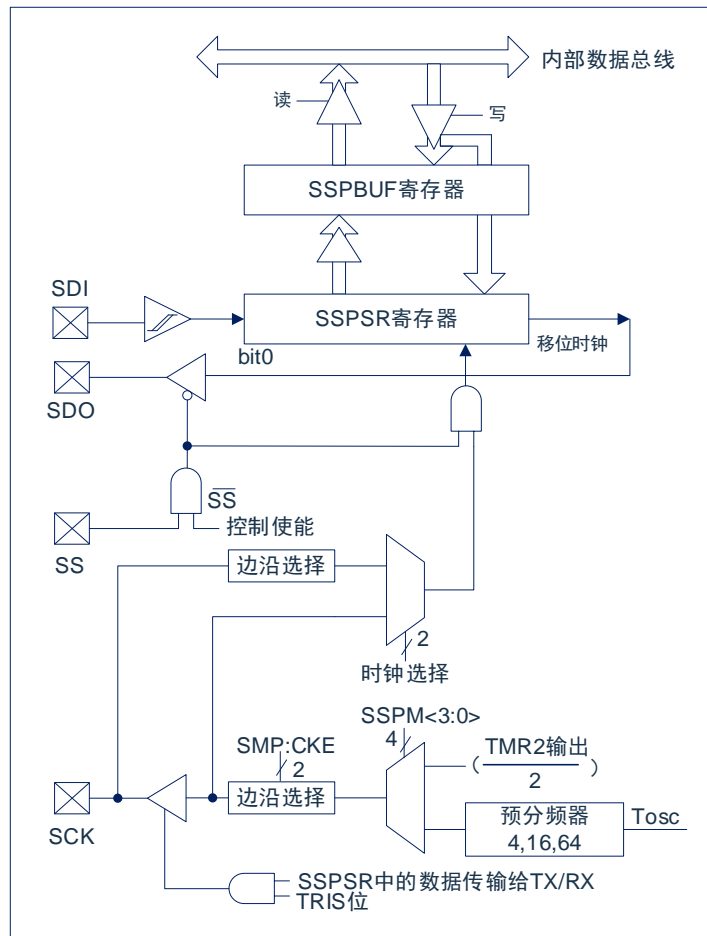 内部数据总线
读
写
SSPBUF寄存器
SDI
SSPSR寄存器
移位时钟
bit0
SDO
SS
控制使能
SS
边沿选择
2
时钟选择
SSPM<3:0>
4
SMP:CKE
2
(TMR2输出
2)
边沿选择
预分频器
4,16,64
Tosc
SCK
SSPSR中的数据传输给TX/RX
TRIS位